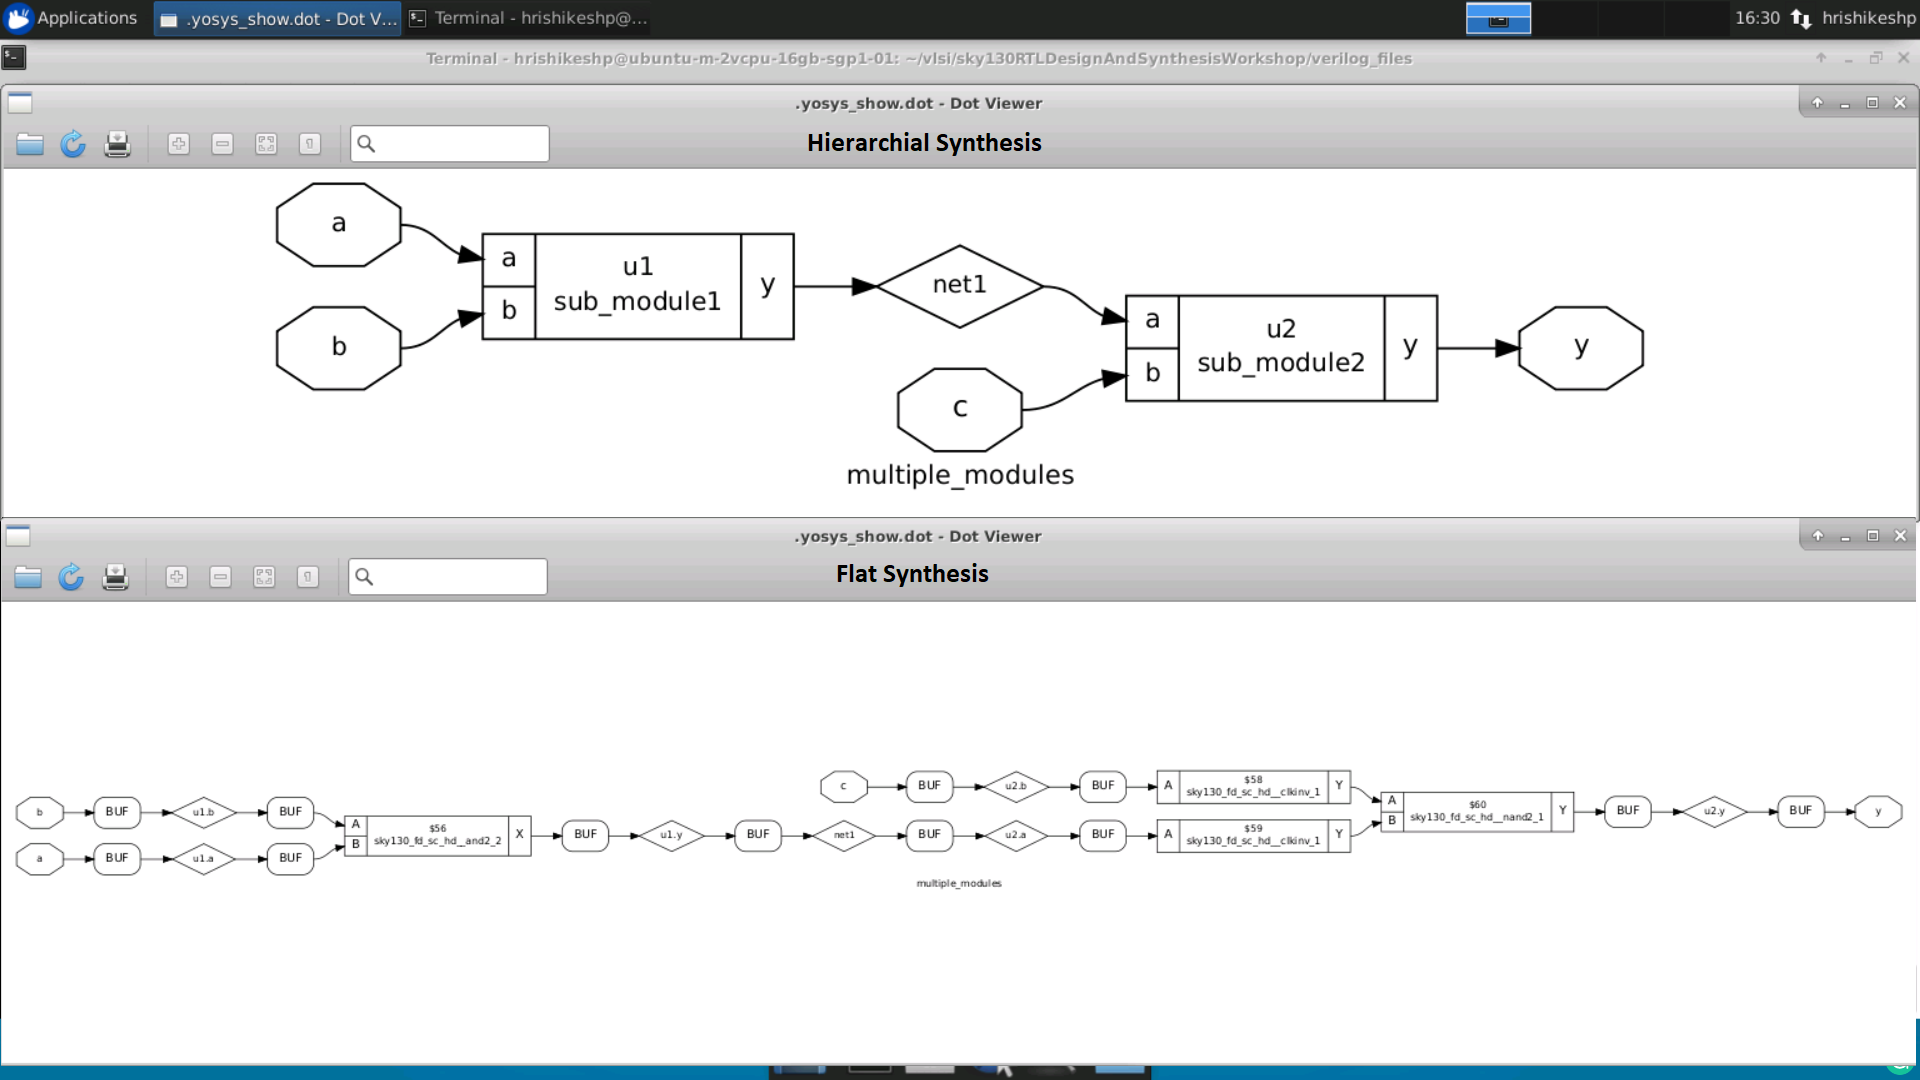 Applications .yosys_show.dot - Dot V... Terminal - hrishikeshp@... 16:30 hrishikeshp
Terminal - hrishikeshp@ubuntu-m-2vcpu-16gb-sgp1-01: ~/vlsi/sky130RTLDesignAndSynthesisWorkshop/verilog_files
.yosys_show.dot - Dot Viewer
Hierarchial Synthesis
a
b
a
b
u1
sub_module1
y
net1
c
a
b
u2
sub_module2
y
y
multiple_modules
.yosys_show.dot - Dot Viewer
Flat Synthesis
c BUF u2.b BUF A $58 Y
sky130_fd_sc_hd__clkinv_1
b BUF u1.b BUF
a BUF u1.a BUF
A
B
$56
sky130_fd_sc_hd__and2_2
X BUF u1.y BUF net1 BUF u2.a BUF A $59 Y
sky130_fd_sc_hd__clkinv_1
A
B
$60
sky130_fd_sc_hd__nand2_1
Y BUF u2.y BUF y
multiple_modules